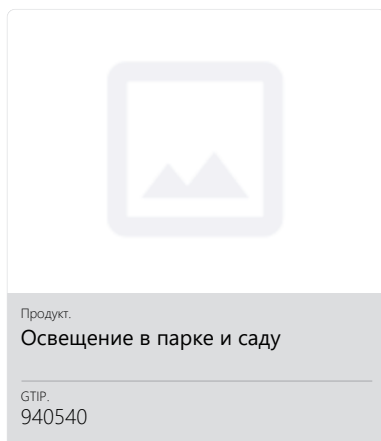 Продукт.
Освещение в парке и саду
GTIP.
940540